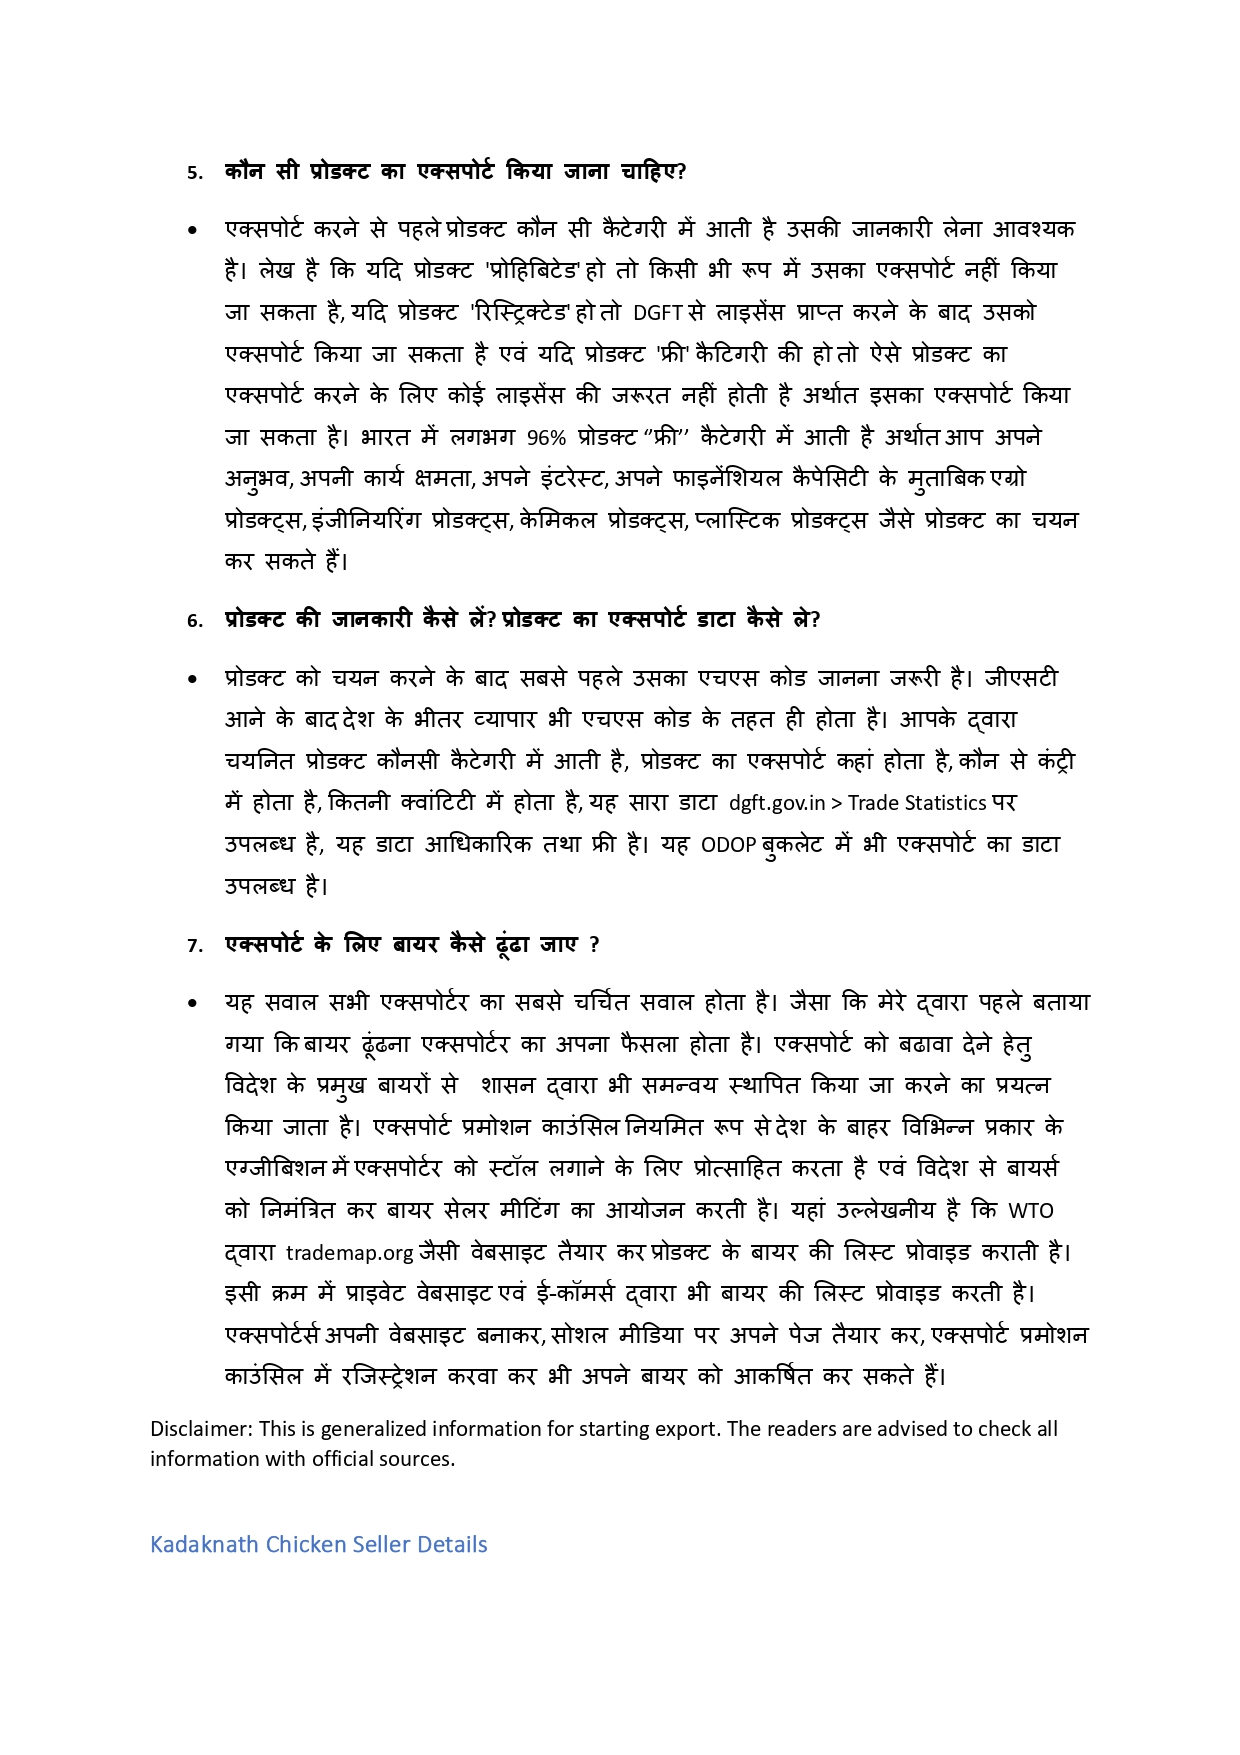 5. कौन सी प्रोडक्ट का एक्सपोर्ट किया जाना चाहिए?
• एक्सपोर्ट करने से पहले प्रोडक्ट कौन सी कैटेगरी में आती है उसकी जानकारी लेना आवश्यक
है। लेख है कि यदि प्रोडक्ट 'प्रोहिबिटेड' हो तो किसी भी रूप में उसका एक्सपोर्ट नहीं किया
जा सकता है, यदि प्रोडक्ट 'रिस्ट्रिक्टेड' हो तो DGFT से लाइसेंस प्राप्त करने के बाद उसको
एक्सपोर्ट किया जा सकता है एवं यदि प्रोडक्ट 'फ्री' कैटिगरी की हो तो ऐसे प्रोडक्ट का
एक्सपोर्ट करने के लिए कोई लाइसेंस की जरूरत नहीं होती है अर्थात इसका एक्सपोर्ट किया
जा सकता है। भारत में लगभग 96% प्रोडक्ट “फ्री’’ कैटेगरी में आती है अर्थात आप अपने
अनुभव, अपनी कार्य क्षमता, अपने इंटरेस्ट, अपने फाइनेंशियल कैपेसिटी के मुताबिक एग्रो
प्रोडक्ट्स, इंजीनियरिंग प्रोडक्ट्स, केमिकल प्रोडक्ट्स, प्लास्टिक प्रोडक्ट्स जैसे प्रोडक्ट का चयन
कर सकते हैं।
6. प्रोडक्ट की जानकारी कैसे लें? प्रोडक्ट का एक्सपोर्ट डाटा कैसे ले?
• प्रोडक्ट को चयन करने के बाद सबसे पहले उसका एचएस कोड जानना जरूरी है। जीएसटी
आने के बाद देश के भीतर व्यापार भी एचएस कोड के तहत ही होता है। आपके द्वारा
चयनित प्रोडक्ट कौनसी कैटेगरी में आती है, प्रोडक्ट का एक्सपोर्ट कहां होता है, कौन से कंट्री
में होता है, कितनी क्वांटिटी में होता है, यह सारा डाटा dgft.gov.in > Trade Statistics पर
उपलब्ध है, यह डाटा आधिकारिक तथा फ्री है। यह ODOP बुकलेट में भी एक्सपोर्ट का डाटा
उपलब्ध है।
7. एक्सपोर्ट के लिए बायर कैसे ढूंढा जाए ?
• यह सवाल सभी एक्सपोर्टर का सबसे चर्चित सवाल होता है। जैसा कि मेरे द्वारा पहले बताया
गया कि बायर ढूंढना एक्सपोर्टर का अपना फैसला होता है। एक्सपोर्ट को बढावा देने हेतु
विदेश के प्रमुख बायरों से शासन द्वारा भी समन्वय स्थापित किया जा करने का प्रयत्न
किया जाता है। एक्सपोर्ट प्रमोशन काउंसिल नियमित रूप से देश के बाहर विभिन्न प्रकार के
एग्जीबिशन में एक्सपोर्टर को स्टॉल लगाने के लिए प्रोत्साहित करता है एवं विदेश से बायर्स
को निमंत्रित कर बायर सेलर मीटिंग का आयोजन करती है। यहां उल्लेखनीय है कि WTO
द्वारा trademap.org जैसी वेबसाइट तैयार कर प्रोडक्ट के बायर की लिस्ट प्रोवाइड कराती है।
इसी क्रम में प्राइवेट वेबसाइट एवं ई-कॉमर्स द्वारा भी बायर की लिस्ट प्रोवाइड करती है।
एक्सपोर्टर्स अपनी वेबसाइट बनाकर, सोशल मीडिया पर अपने पेज तैयार कर, एक्सपोर्ट प्रमोशन
काउंसिल में रजिस्ट्रेशन करवा कर भी अपने बायर को आकर्षित कर सकते हैं।
Disclaimer: This is generalized information for starting export. The readers are advised to check all
information with official sources.
Kadaknath Chicken Seller Details